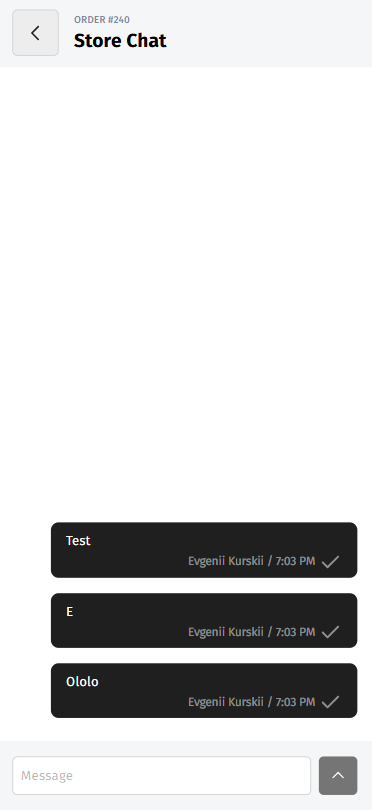 ORDER #240
Store Chat
Test
Evgenii Kurskii / 7:03 PM
E
Evgenii Kurskii / 7:03 PM
Ololo
Evgenii Kurskii / 7:03 PM
Message